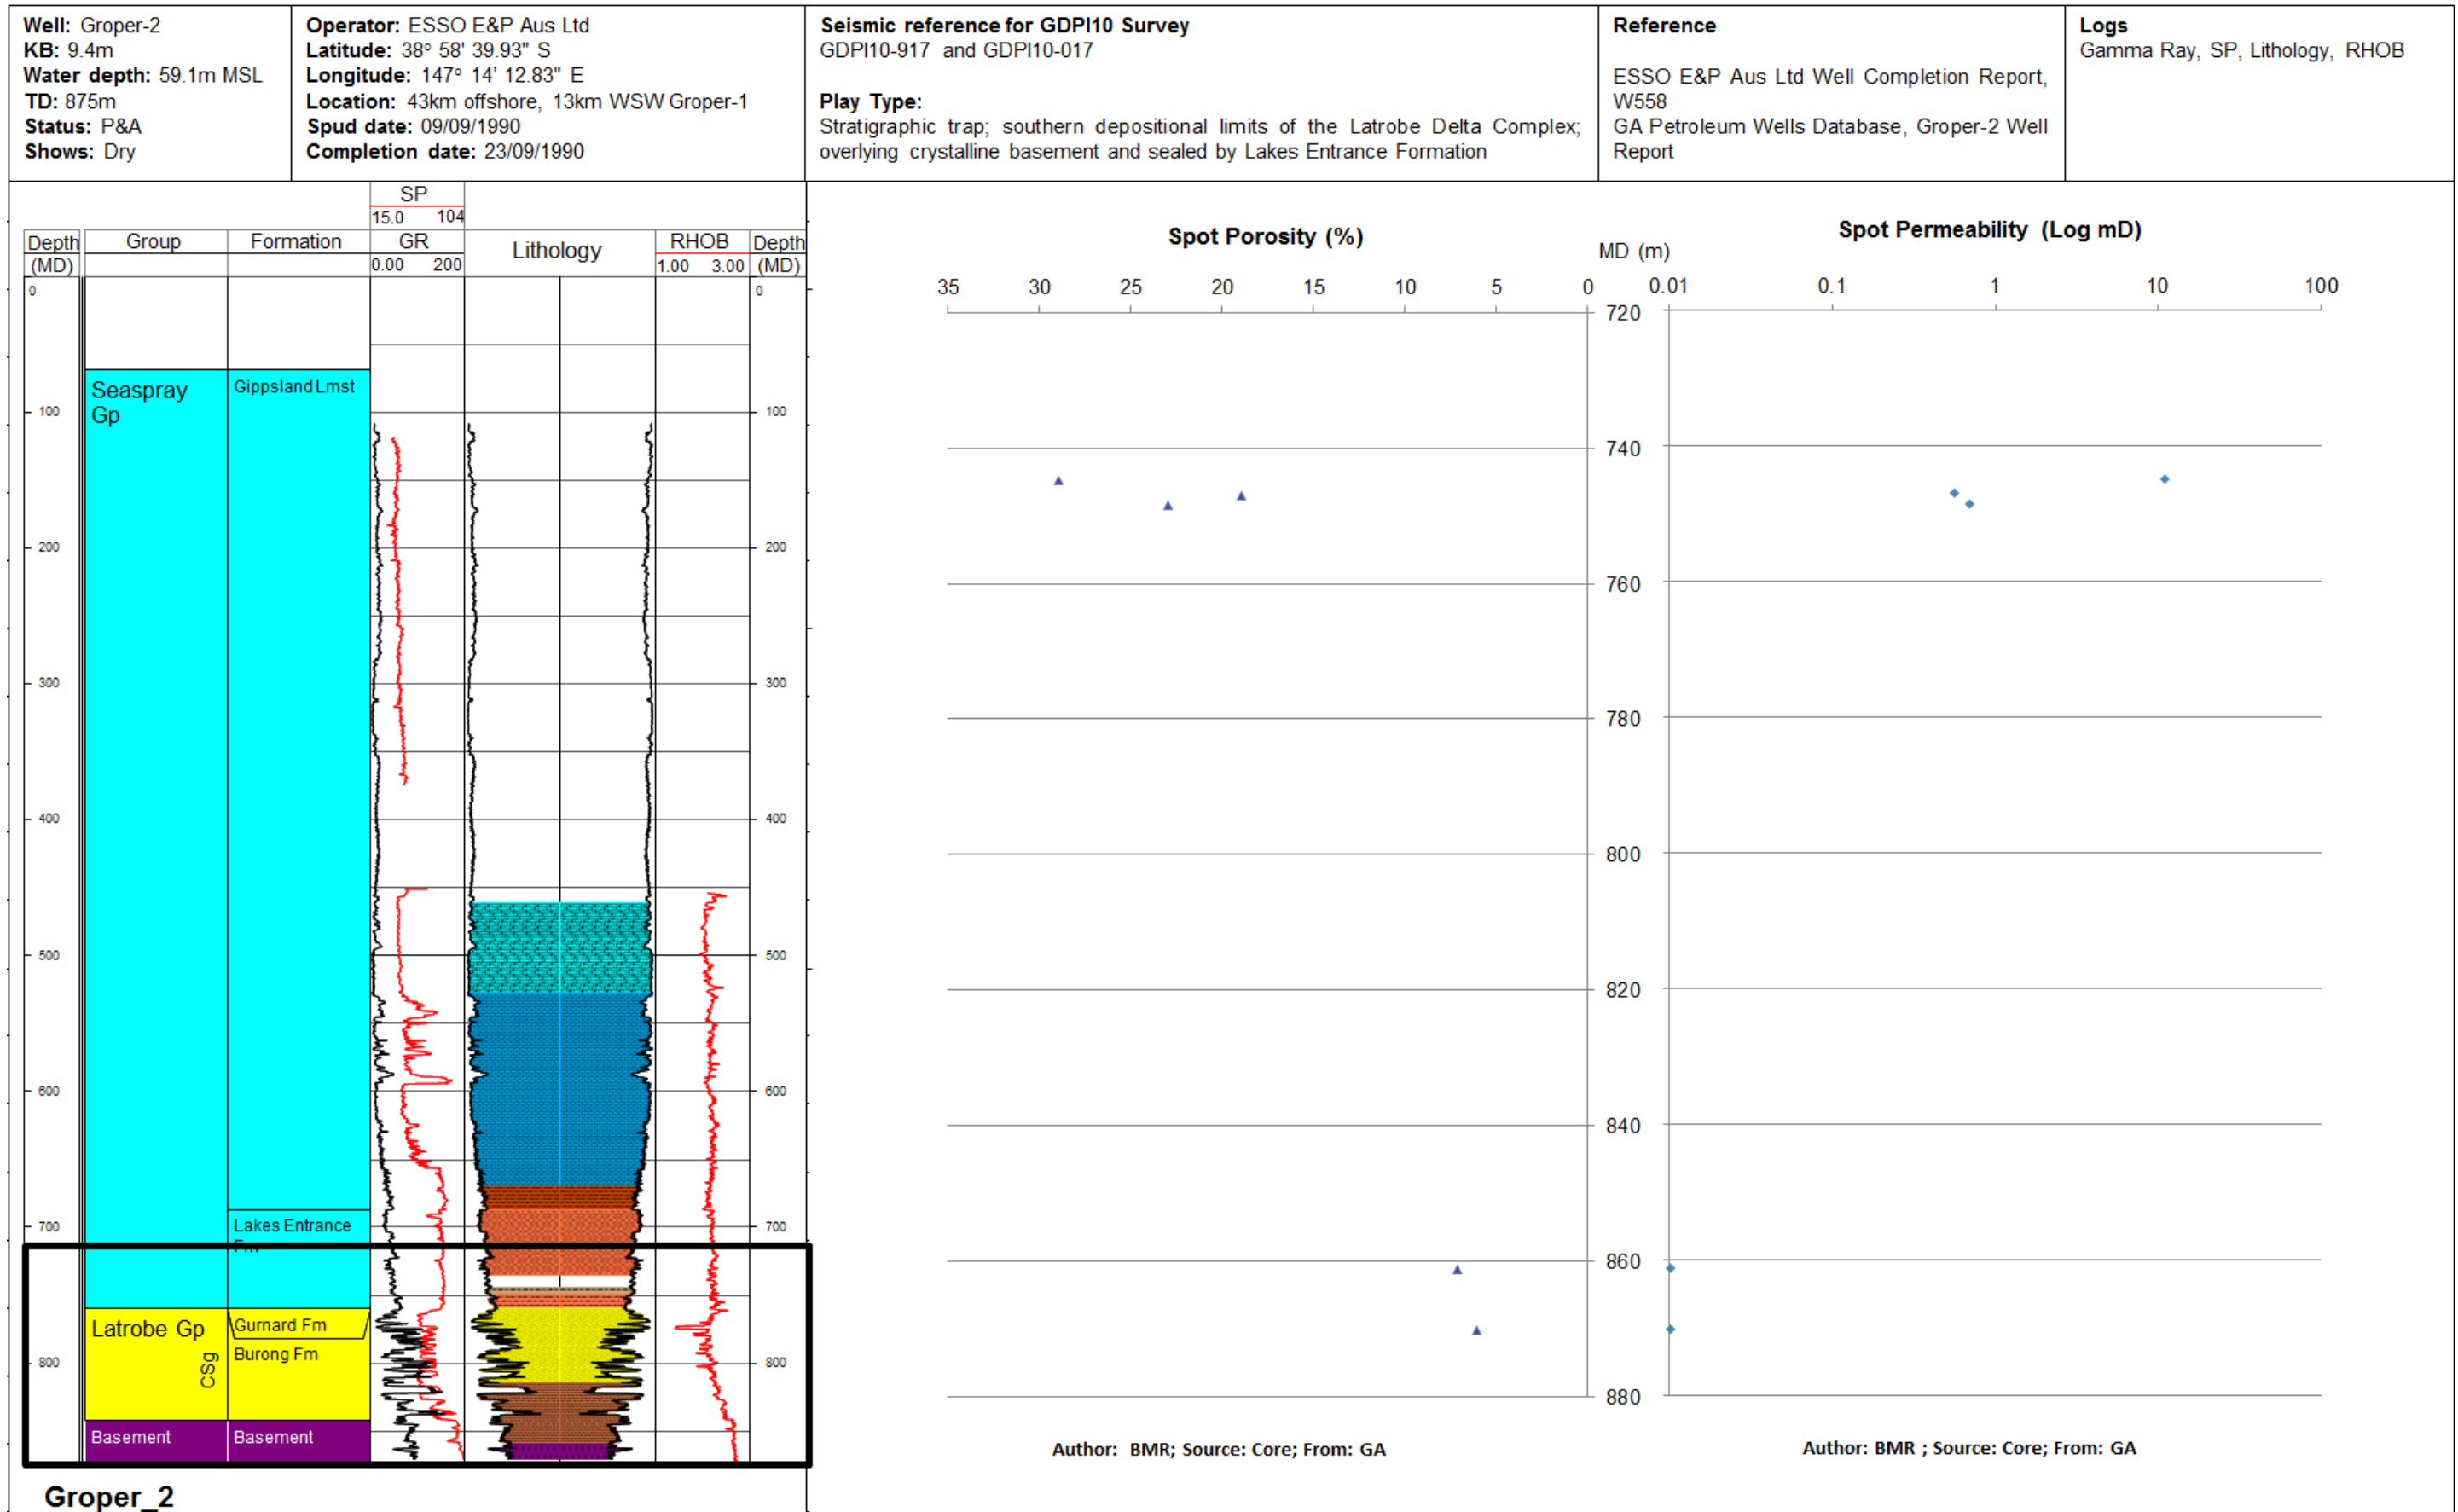 Well: Groper-2
KB: 9.4m
Water depth: 59.1m MSL
TD: 875m
Status: P&A
Shows: Dry
Operator: ESSO E&P Aus Ltd
Latitude: 38° 58' 39.93" S
Longitude: 147° 14' 12.83" E
Location: 43km offshore, 13km WSW Groper-1
Spud date: 09/09/1990
Completion date: 23/09/1990
Seismic reference for GDPI10 Survey
GDPI10-917 and GDPI10-017
Play Type:
Stratigraphic trap; southern depositional limits of the Latrobe Delta Complex;
overlying crystalline basement and sealed by Lakes Entrance Formation
Reference
ESSO E&P Aus Ltd Well Completion Report,
W558
GA Petroleum Wells Database, Groper-2 Well
Report
Logs
Gamma Ray, SP, Lithology, RHOB
SP
15.0 104
Depth Group Formation GR Lithology RHOB Depth
(MD) 0.00 200 1.00 3.00 (MD)
0 0
Seaspray
Gp
Gippsland Lmst
100 100
200 200
300 300
400 400
500 500
600 600
700 700
Lakes Entrance
Fm
Latrobe Gp
CSg
Gurnard Fm
Burong Fm
800 800
Basement Basement
Groper_2
Spot Porosity (%)
35 30 25 20 15 10 5 0
MD (m)
720
740
760
780
800
820
840
860
880
Author: BMR; Source: Core; From: GA
Spot Permeability (Log mD)
0.01 0.1 1 10 100
Author: BMR ; Source: Core; From: GA